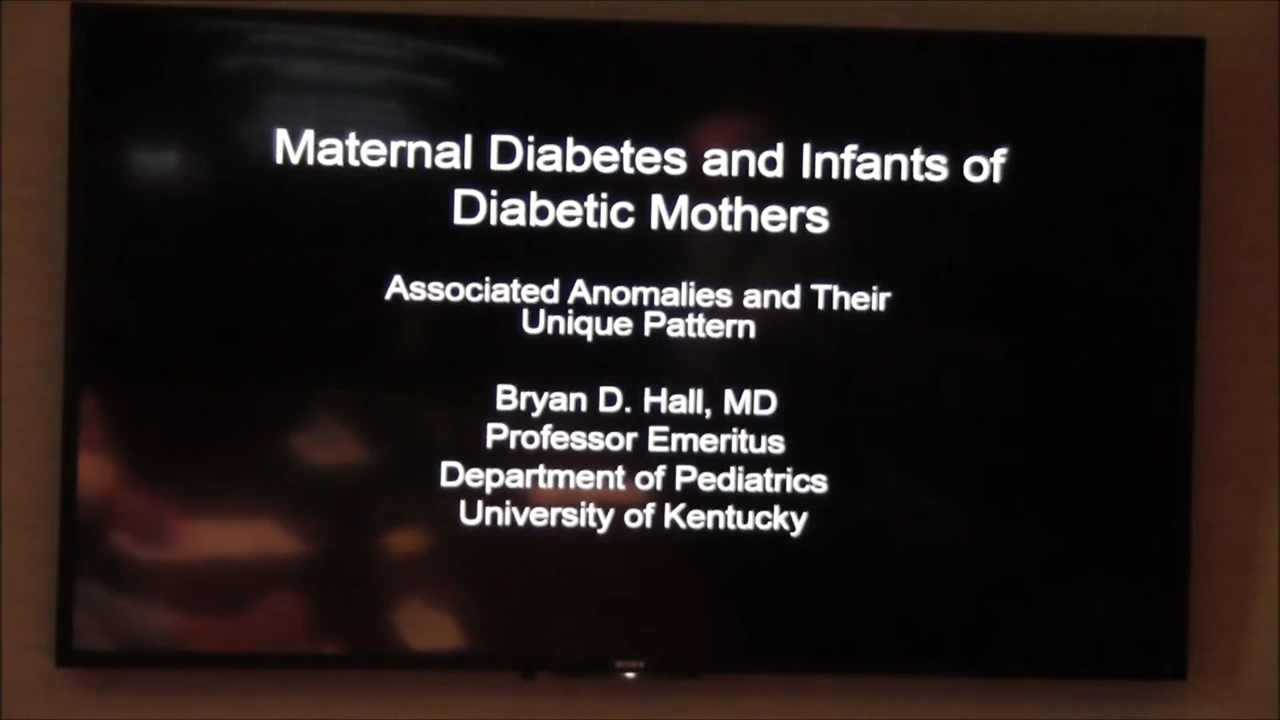 Maternal Diabetes and Infants of
Diabetic Mothers
Associated Anomalies and Their
Unique Pattern
Bryan D. Hall, MD
Professor Emeritus
Department of Pediatrics
University of Kentucky
SONY